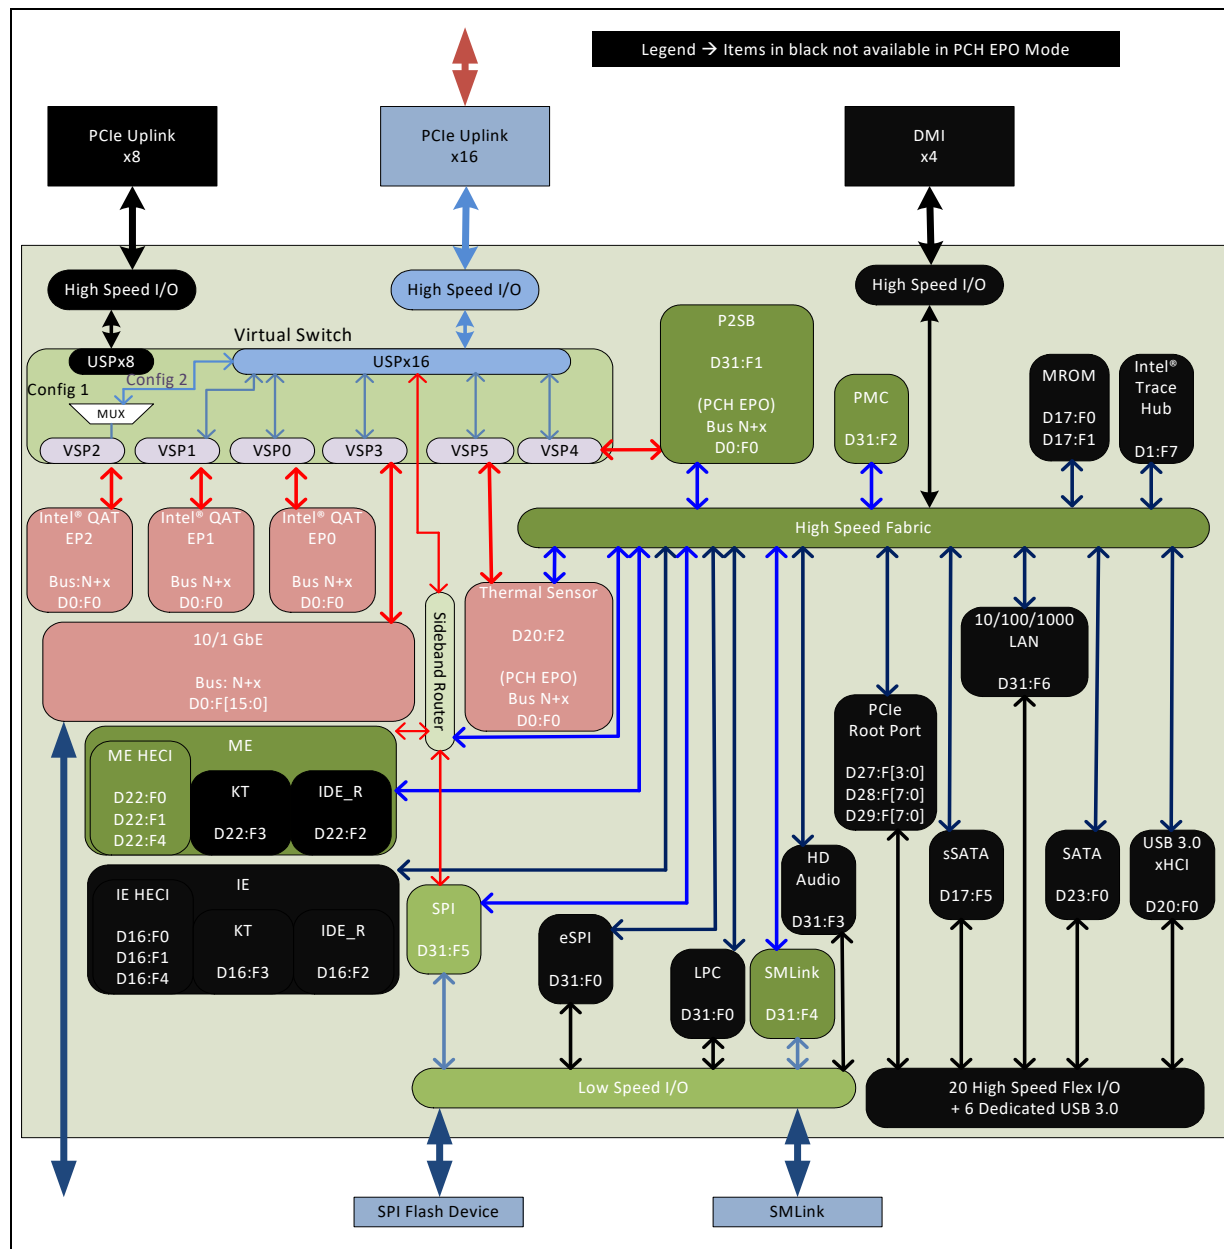 Legend → Items in black not available in PCH EPO Mode
PCIe Uplink
x8
PCIe Uplink
x16
DMI
x4
High Speed I/O
High Speed I/O
High Speed I/O
Virtual Switch
USPx8
USPx16
Config 1
Config 2
MUX
VSP2
VSP1
VSP0
VSP3
VSP5
VSP4
P2SB
D31:F1
(PCH EPO)
Bus N+x
D0:F0
PMC
D31:F2
MROM
D17:F0
D17:F1
Intel®
Trace
Hub
D1:F7
High Speed Fabric
Intel® QAT
EP2
Bus:N+x
D0:F0
Intel® QAT
EP1
Bus N+x
D0:F0
Intel® QAT
EP0
Bus N+x
D0:F0
Thermal Sensor
D20:F2
(PCH EPO)
Bus N+x
D0:F0
Sideband Router
10/1 GbE
Bus: N+x
D0:F[15:0]
10/100/1000
LAN
D31:F6
PCIe
Root Port
D27:F[3:0]
D28:F[7:0]
D29:F[7:0]
ME
ME HECI
D22:F0
D22:F1
D22:F4
KT
D22:F3
IDE_R
D22:F2
IE
IE HECI
D16:F0
D16:F1
D16:F4
KT
D16:F3
IDE_R
D16:F2
SPI
D31:F5
eSPI
D31:F0
LPC
D31:F0
SMLink
D31:F4
HD
Audio
D31:F3
sSATA
D17:F5
SATA
D23:F0
USB 3.0
xHCI
D20:F0
Low Speed I/O
20 High Speed Flex I/O
+ 6 Dedicated USB 3.0
SPI Flash Device
SMLink